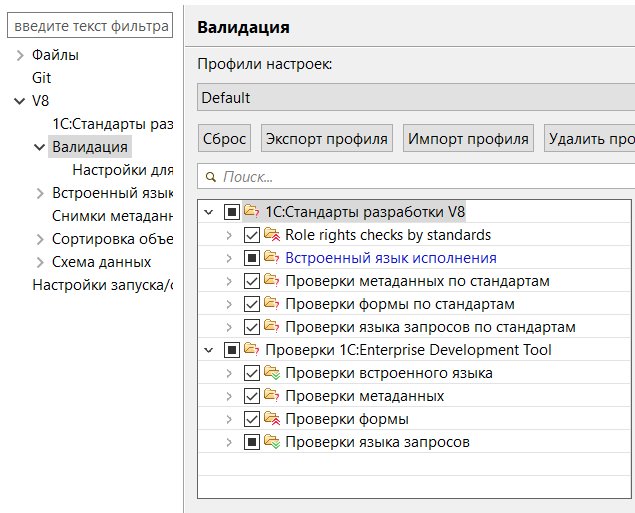 введите текст фильтра
Файлы
Git
V8
1С:Стандарты раз
Валидация
Настройки для
Встроенный язык
Снимки метадан
Сортировка объе
Схема данных
Настройки запуска/о
Валидация
Профили настроек:
Default
Сброс
Экспорт профиля
Импорт профиля
Удалить про
Поиск...
1С:Стандарты разработки V8
Role rights checks by standards
Встроенный язык исполнения
Проверки метаданных по стандартам
Проверки формы по стандартам
Проверки языка запросов по стандартам
Проверки 1C:Enterprise Development Tool
Проверки встроенного языка
Проверки метаданных
Проверки формы
Проверки языка запросов